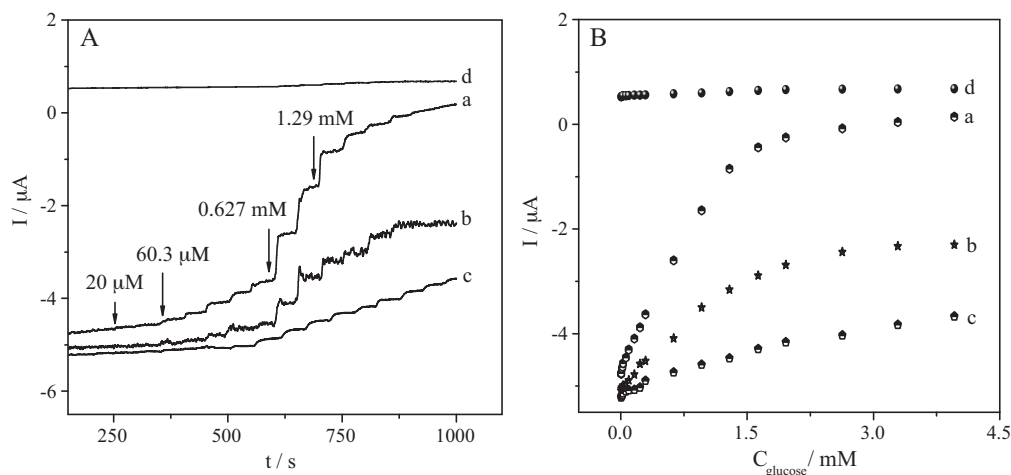 A
2
0
-2
-4
-6
I / μA
250
500
750
1000
t / s
d
a
1.29 mM
0.627 mM
b
60.3 μM
20 μM
c
B
2
0
-2
-4
I / μA
0.0
1.5
3.0
4.5
C glucose / mM
d
a
b
c